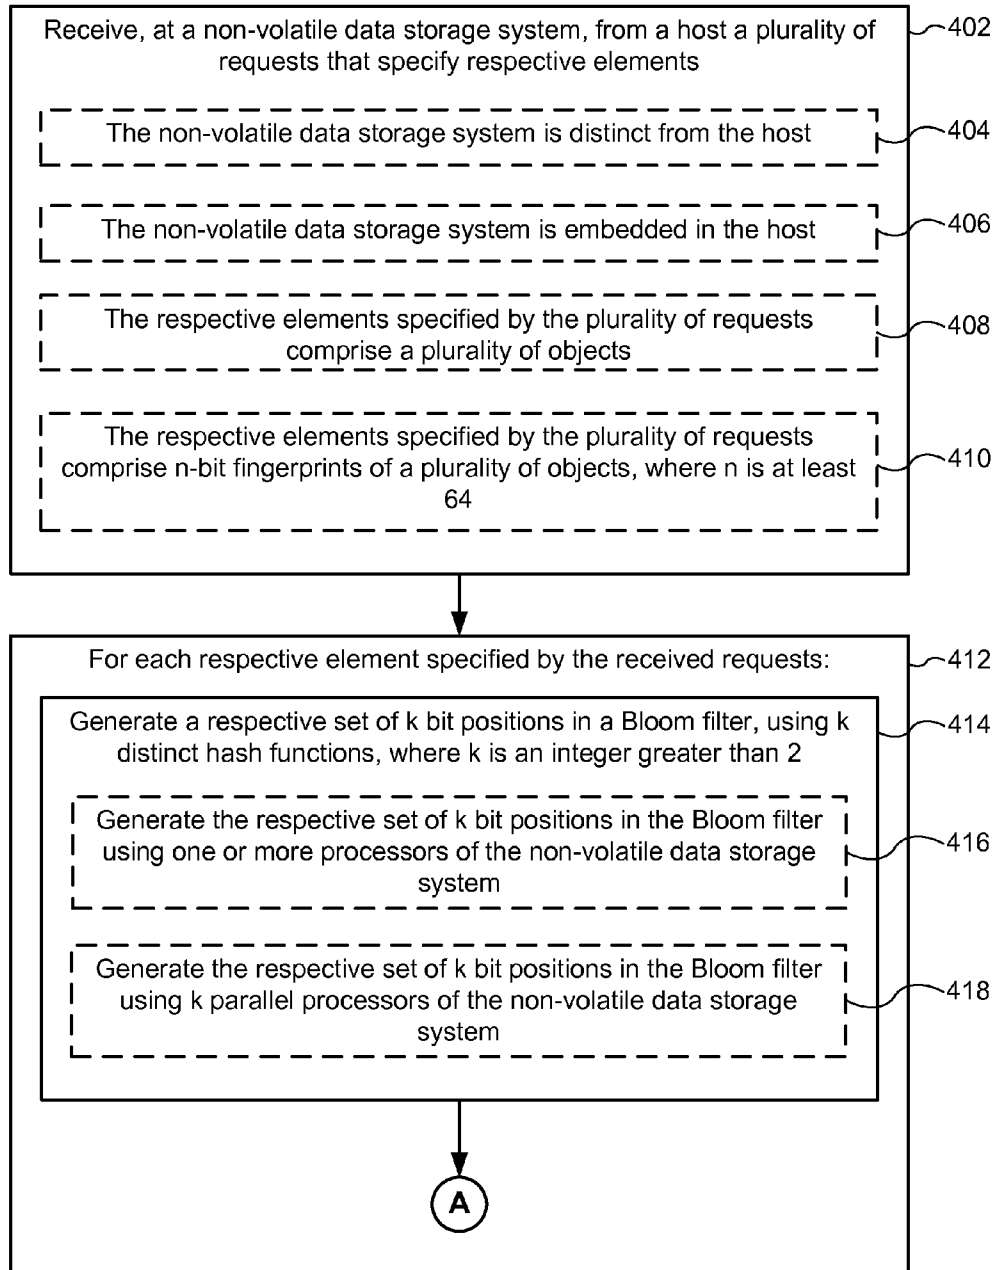 Receive, at a non-volatile data storage system, from a host a plurality of
requests that specify respective elements
402
The non-volatile data storage system is distinct from the host
404
The non-volatile data storage system is embedded in the host
406
The respective elements specified by the plurality of requests
comprise a plurality of objects
408
The respective elements specified by the plurality of requests
comprise n-bit fingerprints of a plurality of objects, where n is at least
64
410
For each respective element specified by the received requests:
412
Generate a respective set of k bit positions in a Bloom filter, using k
distinct hash functions, where k is an integer greater than 2
414
Generate the respective set of k bit positions in the Bloom filter
using one or more processors of the non-volatile data storage
system
416
Generate the respective set of k bit positions in the Bloom filter
using k parallel processors of the non-volatile data storage
system
418
A